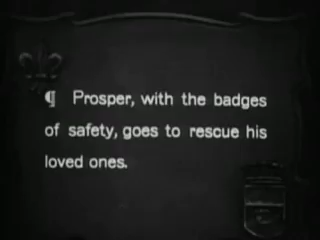 ¶ Prosper, with the badges
of safety, goes to rescue his
loved ones.